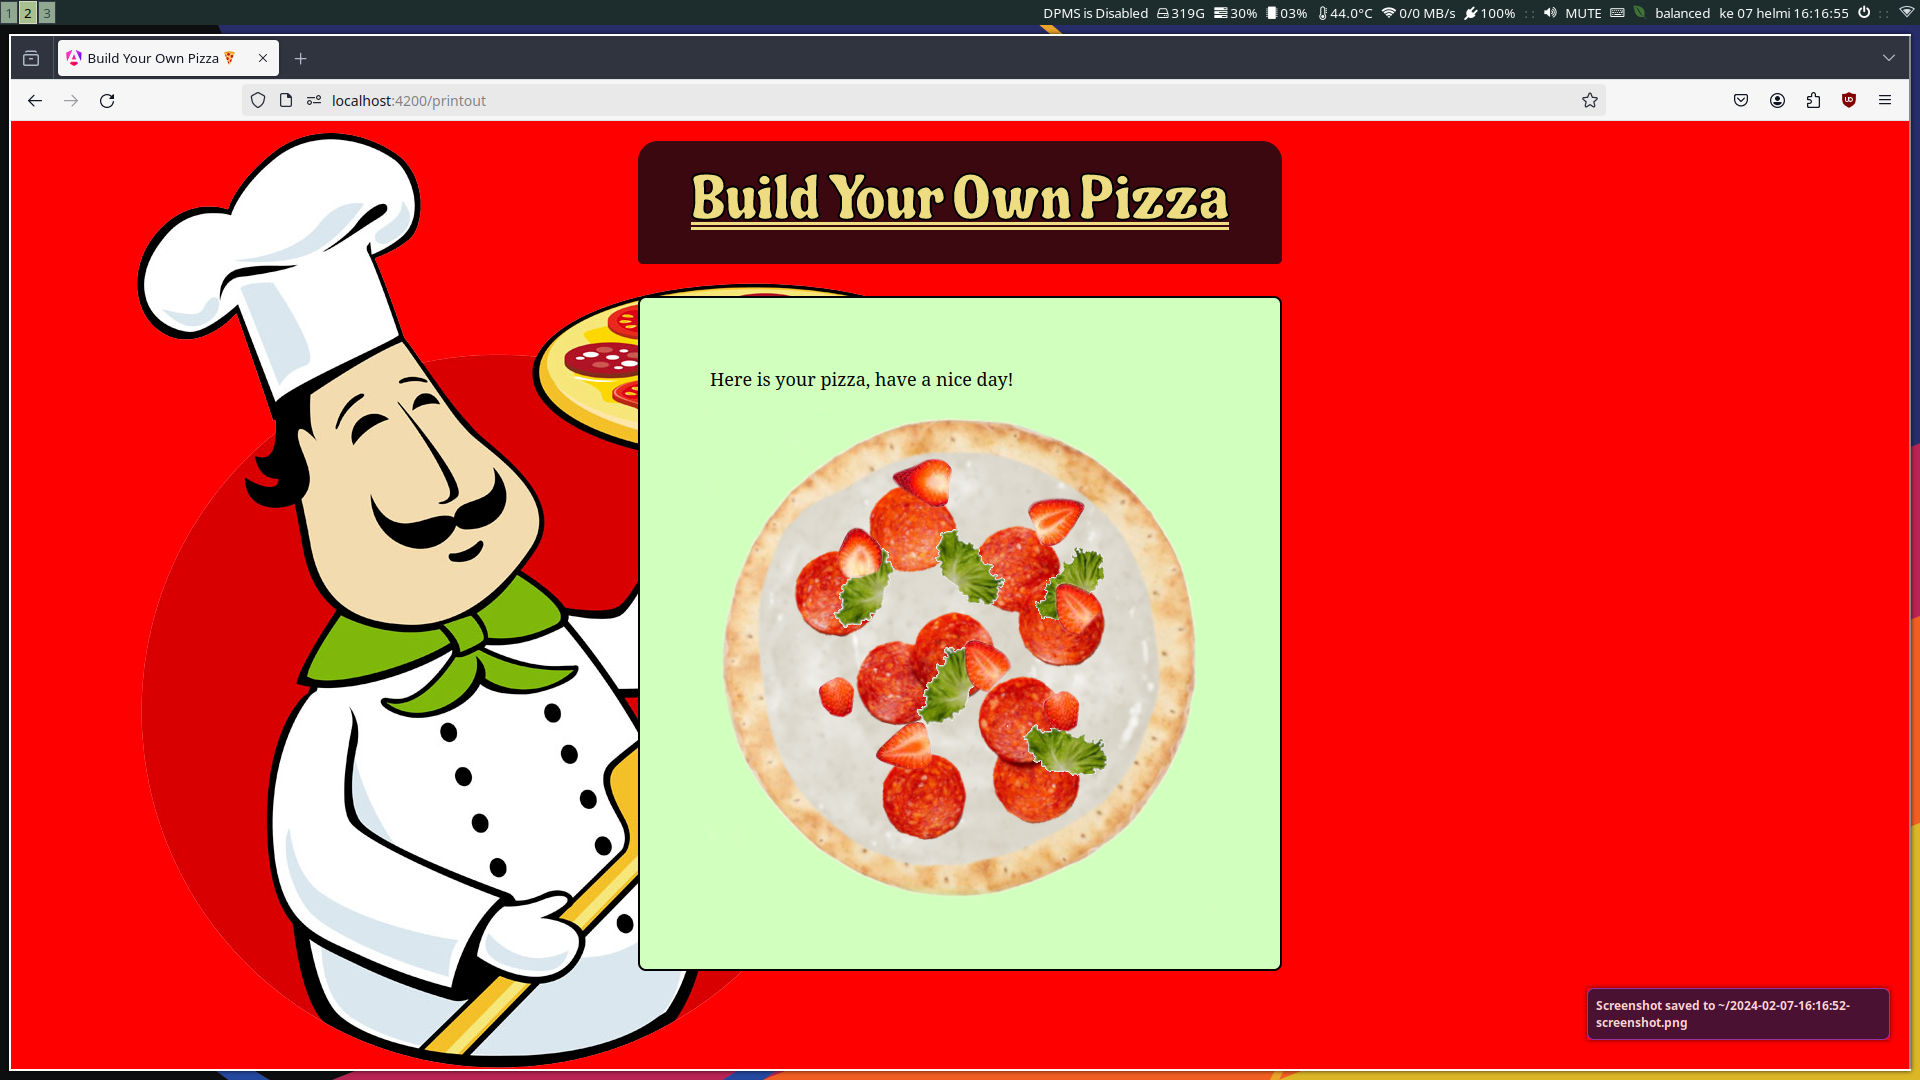 1 2 3 DPMS is Disabled 319G 30% 03% 44.0°C 0/0 MB/s 100% :: MUTE balanced ke 07 helmi 16:16:55 ::
Build Your Own Pizza
localhost:4200/printout
Build Your Own Pizza
Here is your pizza, have a nice day!
Screenshot saved to ~/2024-02-07-16:16:52-
screenshot.png